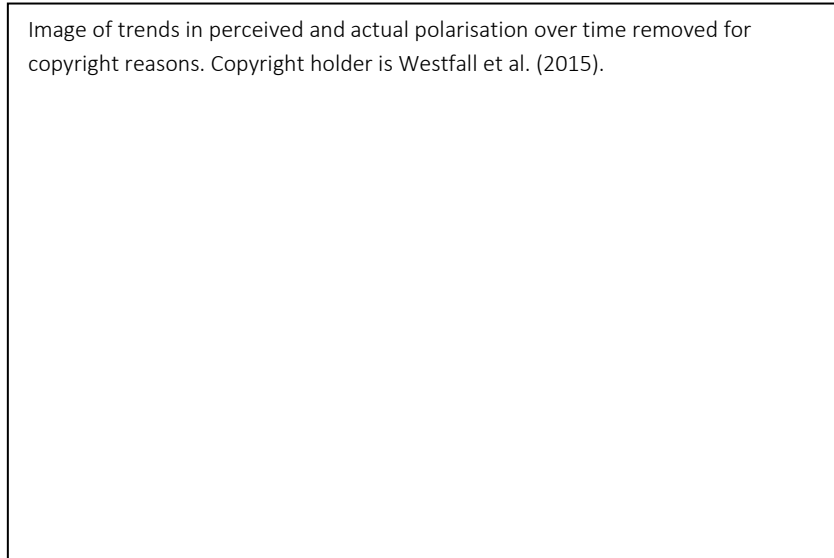 Image of trends in perceived and actual polarisation over time removed for
copyright reasons. Copyright holder is Westfall et al. (2015).